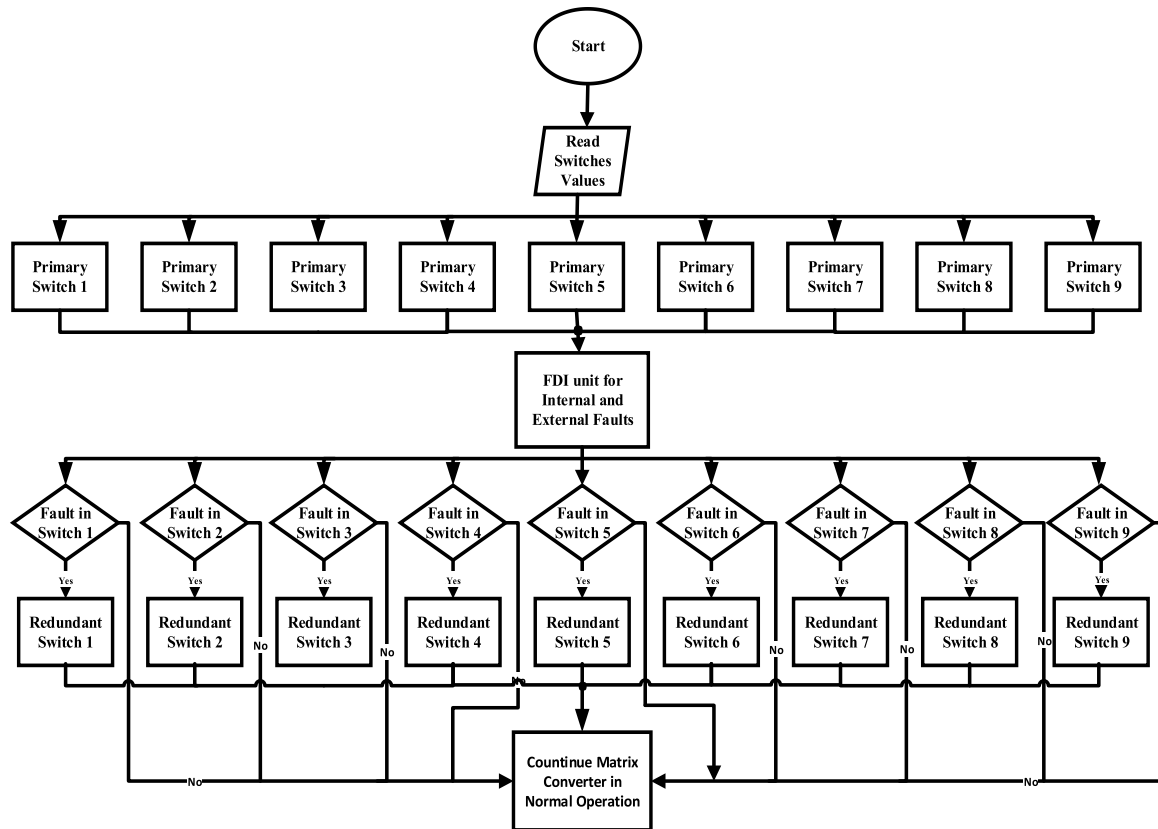 Start
Read
Switches
Values
Primary
Switch 1
Primary
Switch 2
Primary
Switch 3
Primary
Switch 4
Primary
Switch 5
Primary
Switch 6
Primary
Switch 7
Primary
Switch 8
Primary
Switch 9
FDI unit for
Internal and
External Faults
Fault in
Switch 1
Fault in
Switch 2
Fault in
Switch 3
Fault in
Switch 4
Fault in
Switch 5
Fault in
Switch 6
Fault in
Switch 7
Fault in
Switch 8
Fault in
Switch 9
Yes
Yes
Yes
Yes
Yes
Yes
Yes
Yes
Yes
Redundant
Switch 1
Redundant
Switch 2
Redundant
Switch 3
Redundant
Switch 4
Redundant
Switch 5
Redundant
Switch 6
Redundant
Switch 7
Redundant
Switch 8
Redundant
Switch 9
No
No
No
No
No
No
Countinue Matrix
Converter in
Normal Operation
No
No